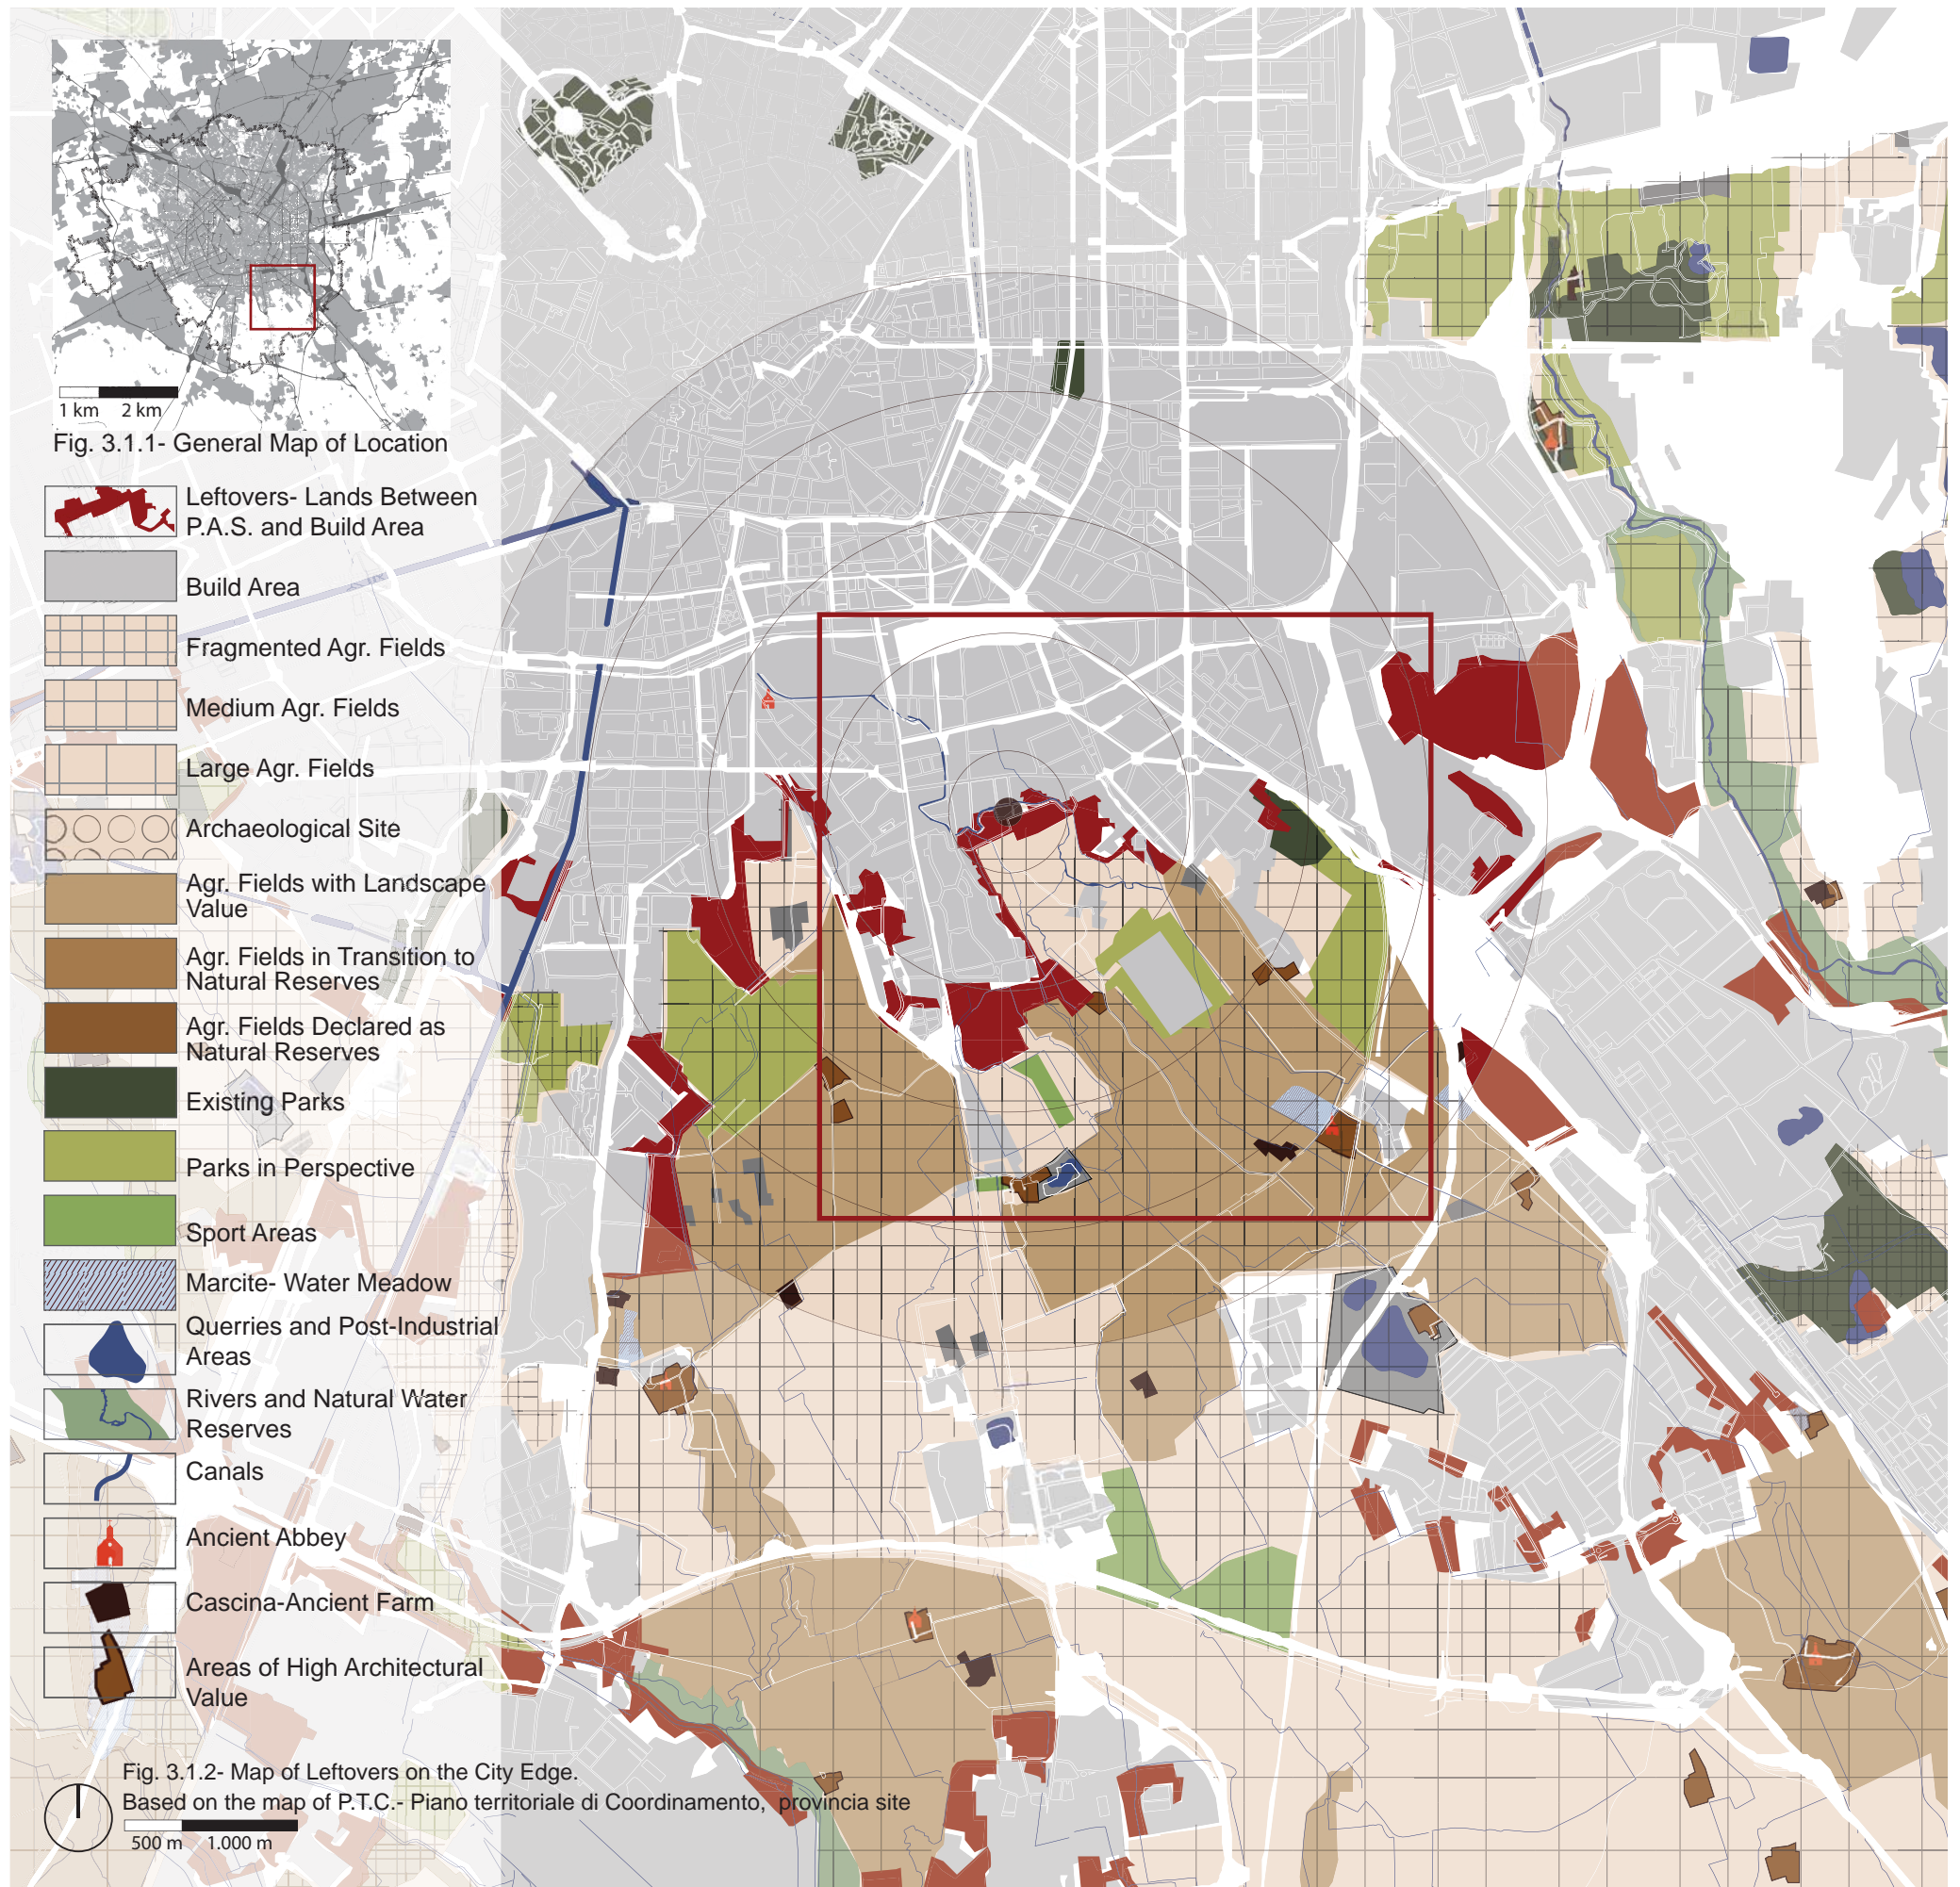 1 km 2 km
Fig. 3.1.1- General Map of Location
Leftovers- Lands Between
P.A.S. and Build Area
Build Area
Fragmented Agr. Fields
Medium Agr. Fields
Large Agr. Fields
Archaeological Site
Agr. Fields with Landscape
Value
Agr. Fields in Transition to
Natural Reserves
Agr. Fields Declared as
Natural Reserves
Existing Parks
Parks in Perspective
Sport Areas
Marcite- Water Meadow
Querries and Post-Industrial
Areas
Rivers and Natural Water
Reserves
Canals
Ancient Abbey
Cascina-Ancient Farm
Areas of High Architectural
Value
Fig. 3.1.2- Map of Leftovers on the City Edge.
Based on the map of P.T.C.- Piano territoriale di Coordinamento, provincia site
500 m 1.000 m